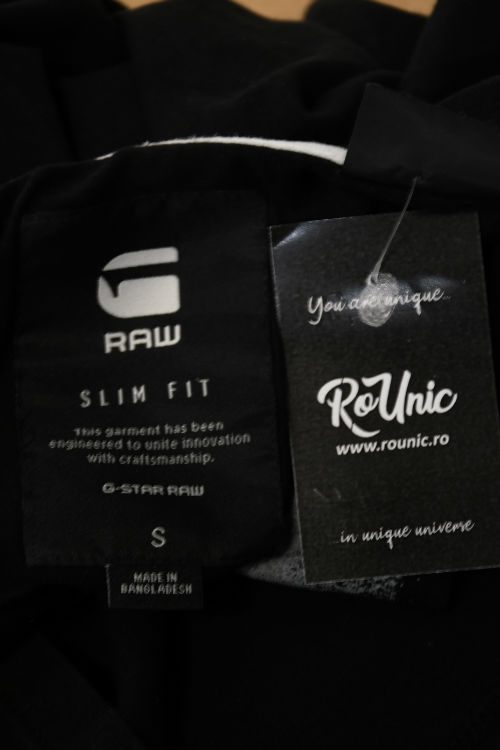 G
RAW
SLIM FIT
This garment has been
engineered to unite innovation
with craftsmanship.
G-STAR RAW
S
MADE IN
BANGLADESH
You are unique...
RoUnic
www.rounic.ro
...in unique universe